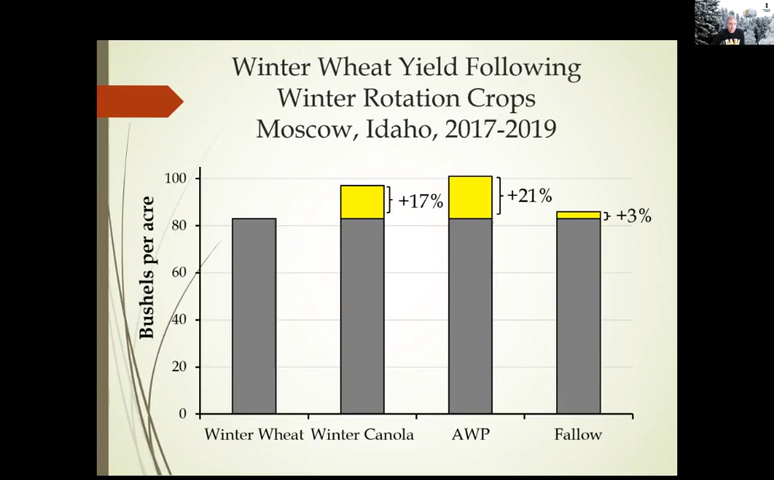 Winter Wheat Yield Following
Winter Rotation Crops
Moscow, Idaho, 2017-2019
Bushels per acre
100
80
60
40
20
0
+17%
+21%
+3%
Winter Wheat
Winter Canola
AWP
Fallow